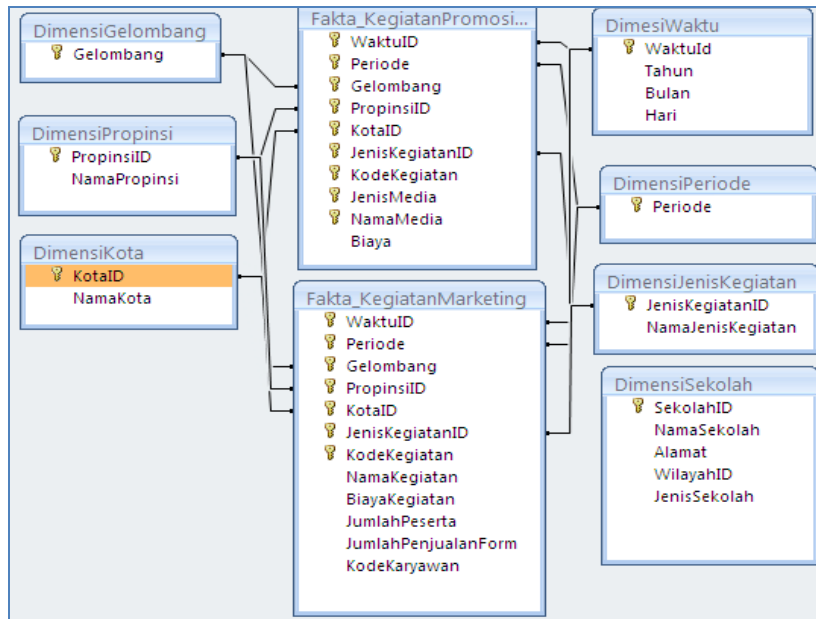 DimensiGelombang
Gelombang
DimensiPropinsi
PropinsiID
NamaPropinsi
DimensiKota
KotaID
NamaKota
Fakta_KegiatanPromosi...
WaktuID
Periode
Gelombang
PropinsiID
KotaID
JenisKegiatanID
KodeKegiatan
JenisMedia
NamaMedia
Biaya
Fakta_KegiatanMarketing
WaktuID
Periode
Gelombang
PropinsiID
KotaID
JenisKegiatanID
KodeKegiatan
NamaKegiatan
BiayaKegiatan
JumlahPeserta
JumlahPenjualanForm
KodeKaryawan
DimesiWaktu
WaktuId
Tahun
Bulan
Hari
DimensiPeriode
Periode
DimensiJenisKegiatan
JenisKegiatanID
NamaJenisKegiatan
DimensiSekolah
SekolahID
NamaSekolah
Alamat
WilayahID
JenisSekolah